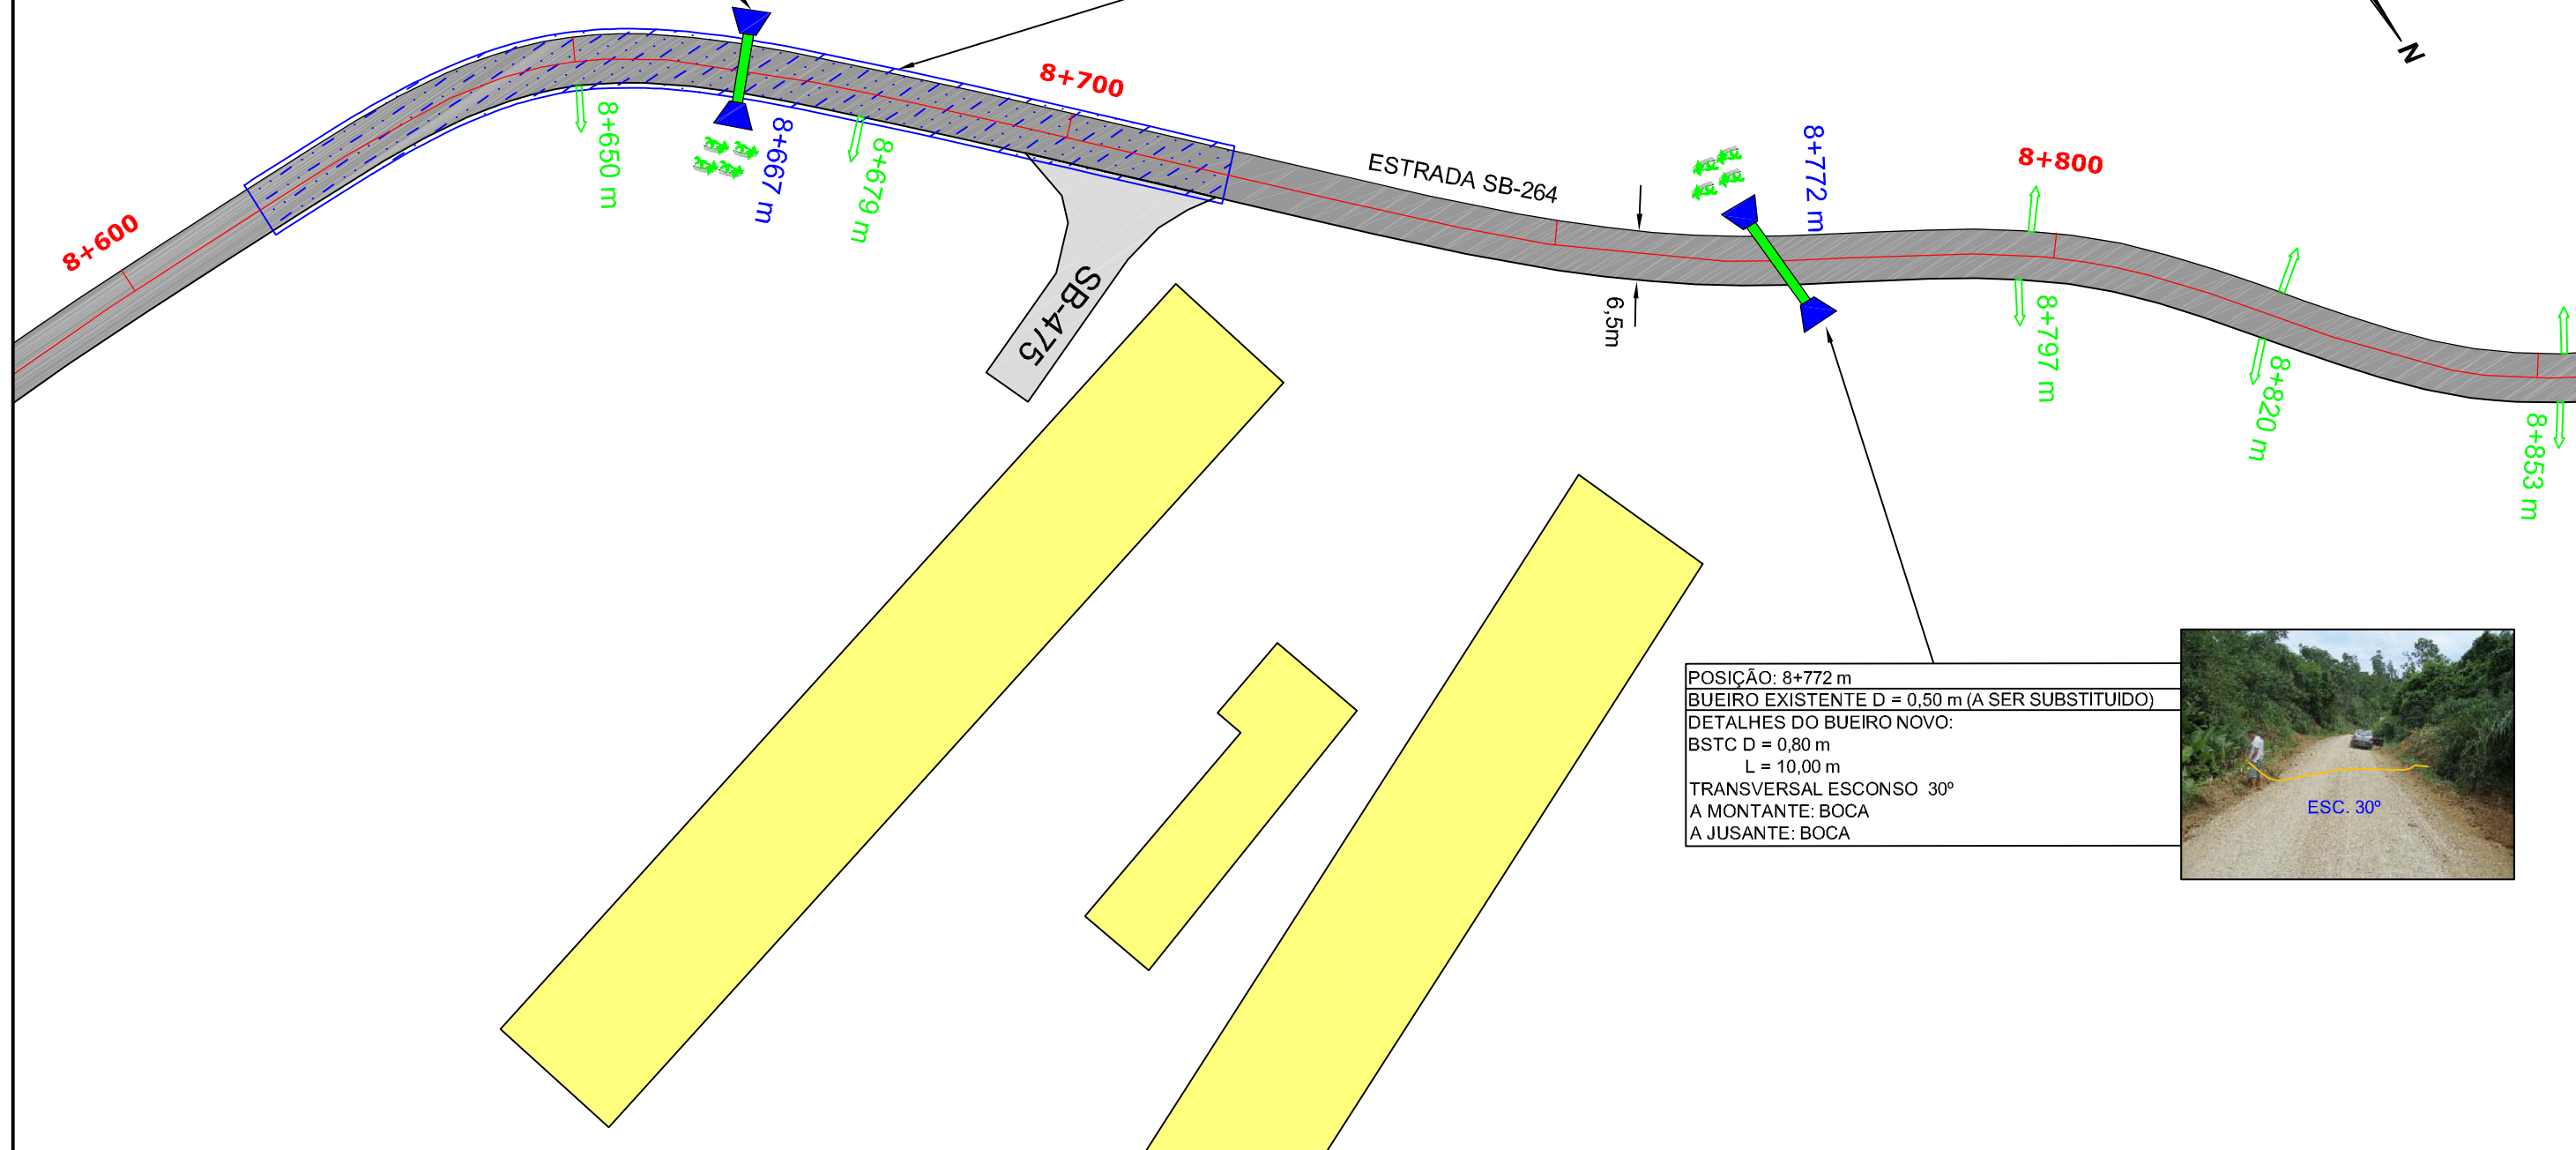 N
8+700
8+600
8+650 m
8+667 m
8+679 m
ESTRADA SB-264
8+772 m
8+800
SB-475
6,5m
8+797 m
8+820 m
8+853 m
POSIÇÃO: 8+772 m
BUEIRO EXISTENTE D = 0,50 m (A SER SUBSTITUIDO)
DETALHES DO BUEIRO NOVO:
BSTC D = 0,80 m
L = 10,00 m
TRANSVERSAL ESCONSO 30º
A MONTANTE: BOCA
A JUSANTE: BOCA
ESC. 30º